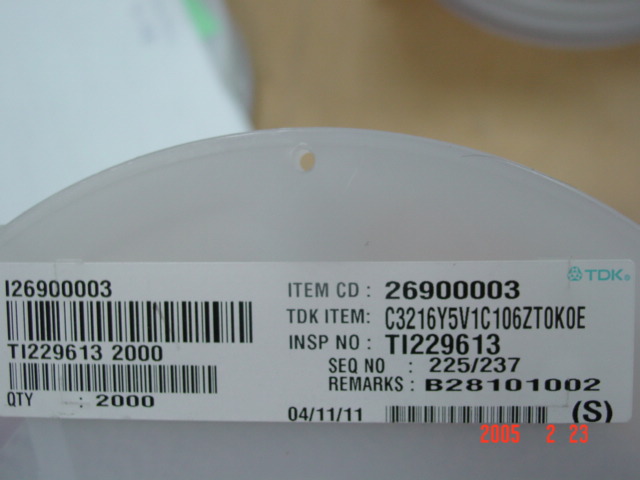 I26900003
TI229613 2000
QTY : 2000
TDK
ITEM CD : 26900003
TDK ITEM: C3216Y5V1C106ZT0K0E
INSP NO : TI229613
SEQ NO : 225/237
REMARKS : B28101002
04/11/11 (S)
2005 2 23